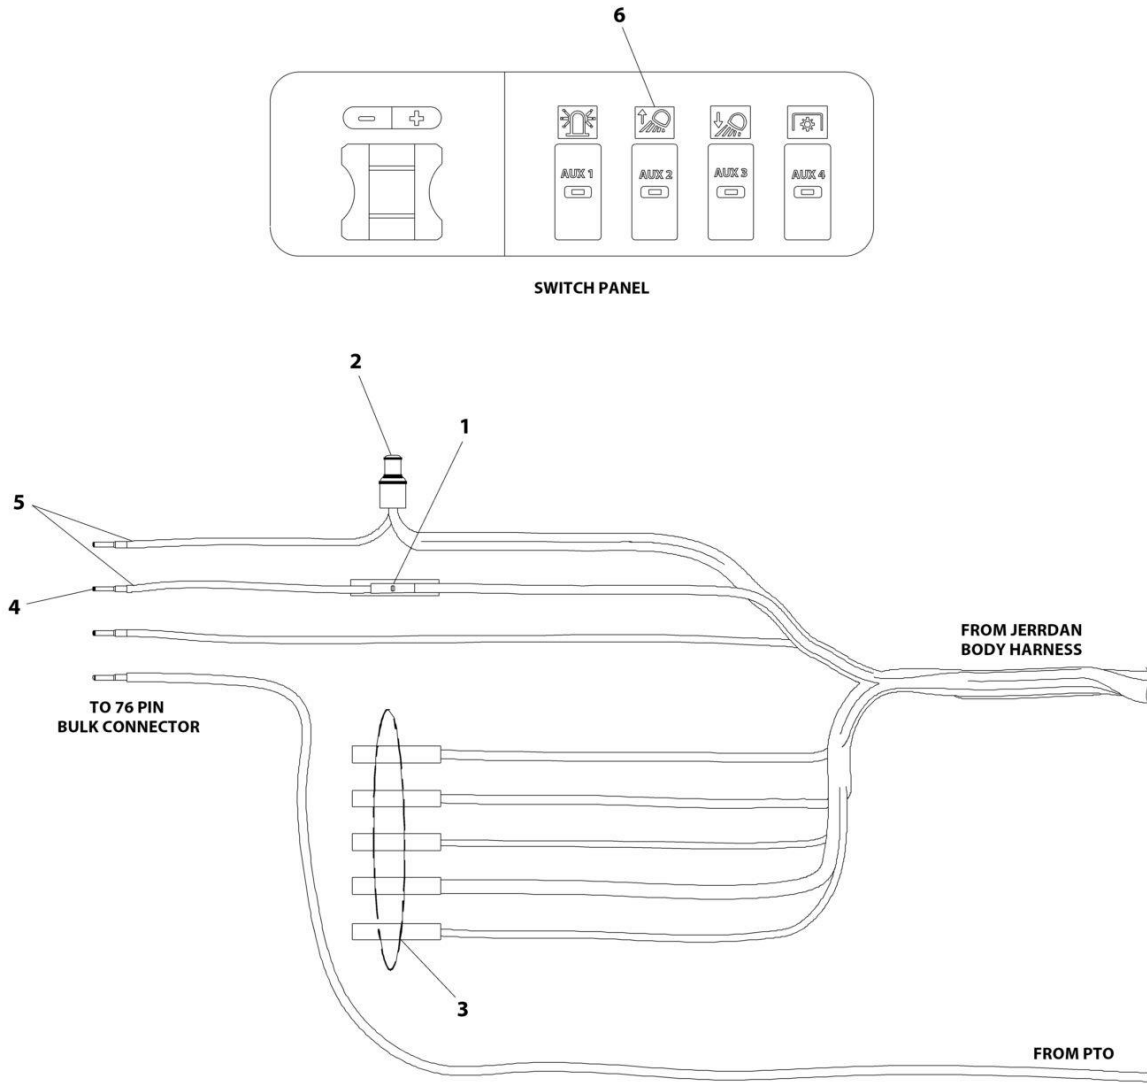 6
AUX 1
AUX 2
AUX 3
AUX 4
SWITCH PANEL
2
1
5
4
FROM JERRDAN
BODY HARNESS
TO 76 PIN
BULK CONNECTOR
3
FROM PTO